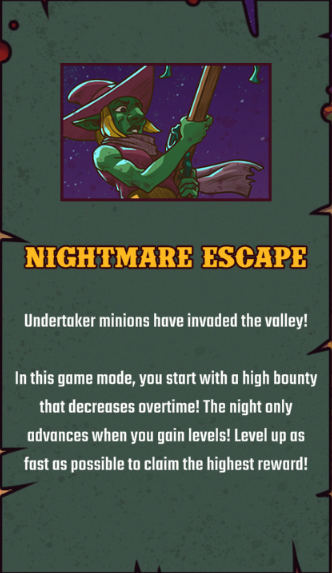 NIGHTMARE ESCAPE
Undertaker minions have invaded the valley!
In this game mode, you start with a high bounty
that decreases overtime! The night only
advances when you gain levels! Level up as
fast as possible to claim the highest reward!